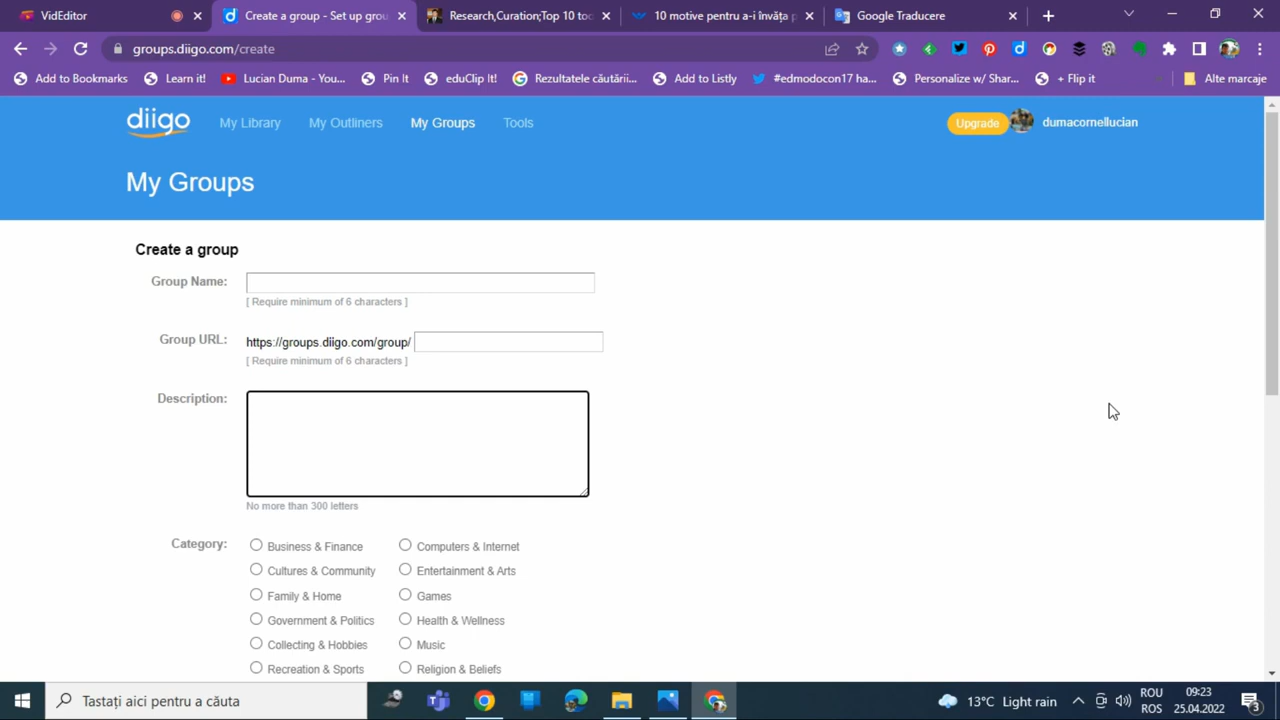 VidEditor
Create a group - Set up grou
Research,Curation;Top 10 too
10 motive pentru a-i învăța p
Google Traducere
groups.diigo.com/create
Add to Bookmarks
Learn it!
Lucian Duma - You...
Pin It
eduClip It!
Rezultatele căutării...
Add to Listly
#edmodocon17 ha...
Personalize w/ Shar...
+ Flip it
Alte marcaje
diigo
My Library
My Outliners
My Groups
Tools
Upgrade
dumacornellucian
My Groups
Create a group
Group Name:
[ Require minimum of 6 characters ]
Group URL:
https://groups.diigo.com/group/
[ Require minimum of 6 characters ]
Description:
No more than 300 letters
Category:
Business & Finance
Computers & Internet
Cultures & Community
Entertainment & Arts
Family & Home
Games
Government & Politics
Health & Wellness
Collecting & Hobbies
Music
Recreation & Sports
Religion & Beliefs
Tastați aici pentru a căuta
13°C Light rain
ROU
ROS
09:23
25.04.2022
3